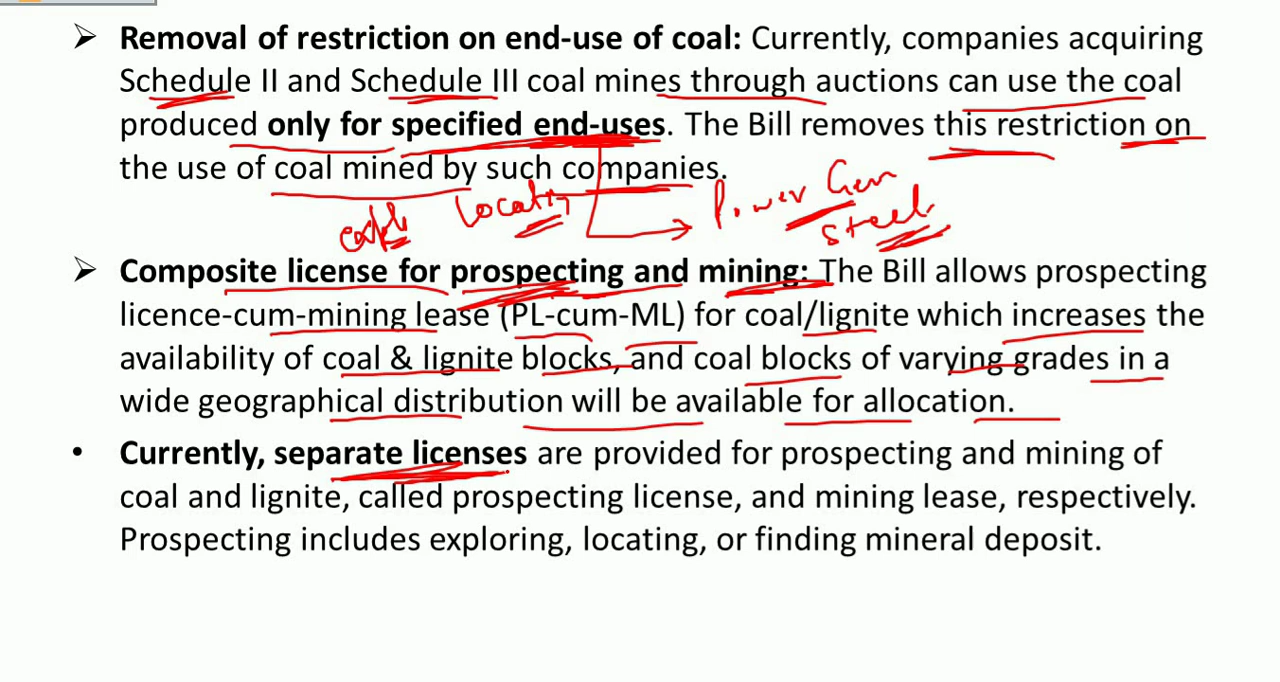 ➢ Removal of restriction on end-use of coal: Currently, companies acquiring
Schedule II and Schedule III coal mines through auctions can use the coal
produced only for specified end-uses. The Bill removes this restriction on
the use of coal mined by such companies.
Power Gen
Steel
➢ Composite license for prospecting and mining: The Bill allows prospecting
licence-cum-mining lease (PL-cum-ML) for coal/lignite which increases the
availability of coal & lignite blocks, and coal blocks of varying grades in a
wide geographical distribution will be available for allocation.
• Currently, separate licenses are provided for prospecting and mining of
coal and lignite, called prospecting license, and mining lease, respectively.
Prospecting includes exploring, locating, or finding mineral deposit.